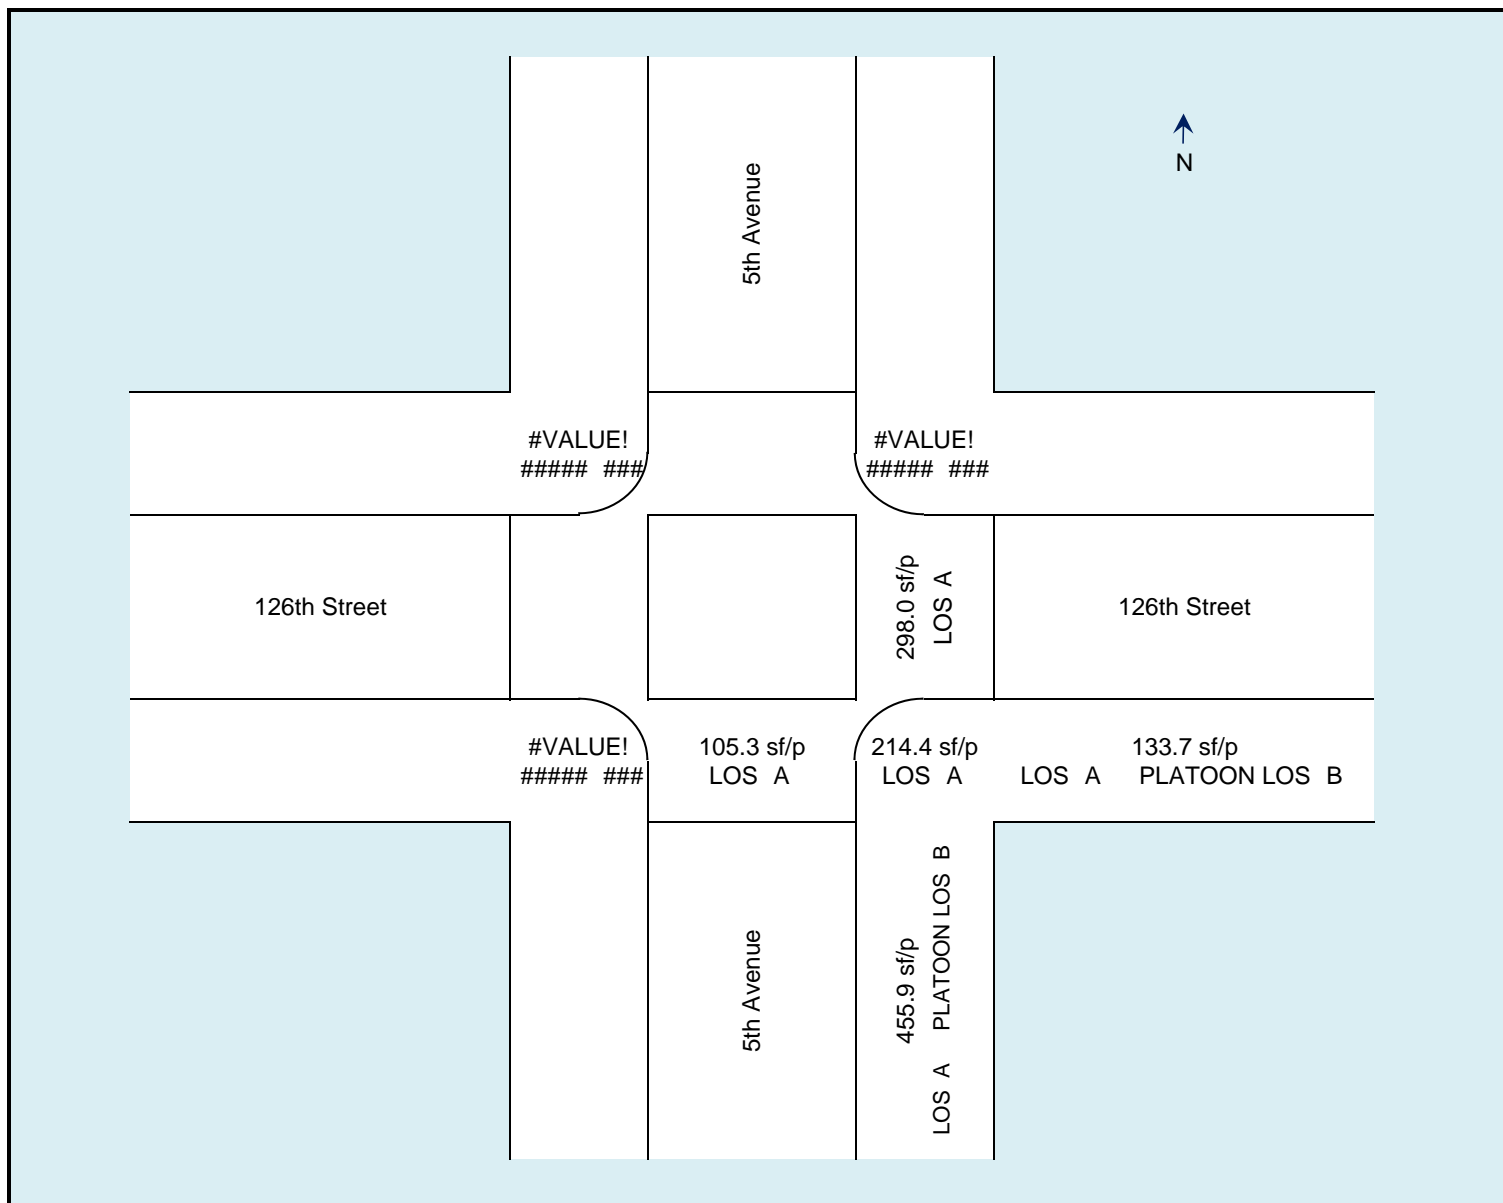 N
5th Avenue
#VALUE!
##### ###
#VALUE!
##### ###
126th Street
298.0 sf/p
LOS A
126th Street
#VALUE!
##### ###
105.3 sf/p
LOS A
214.4 sf/p
LOS A
133.7 sf/p
LOS A PLATOON LOS B
5th Avenue
455.9 sf/p
LOS A PLATOON LOS B